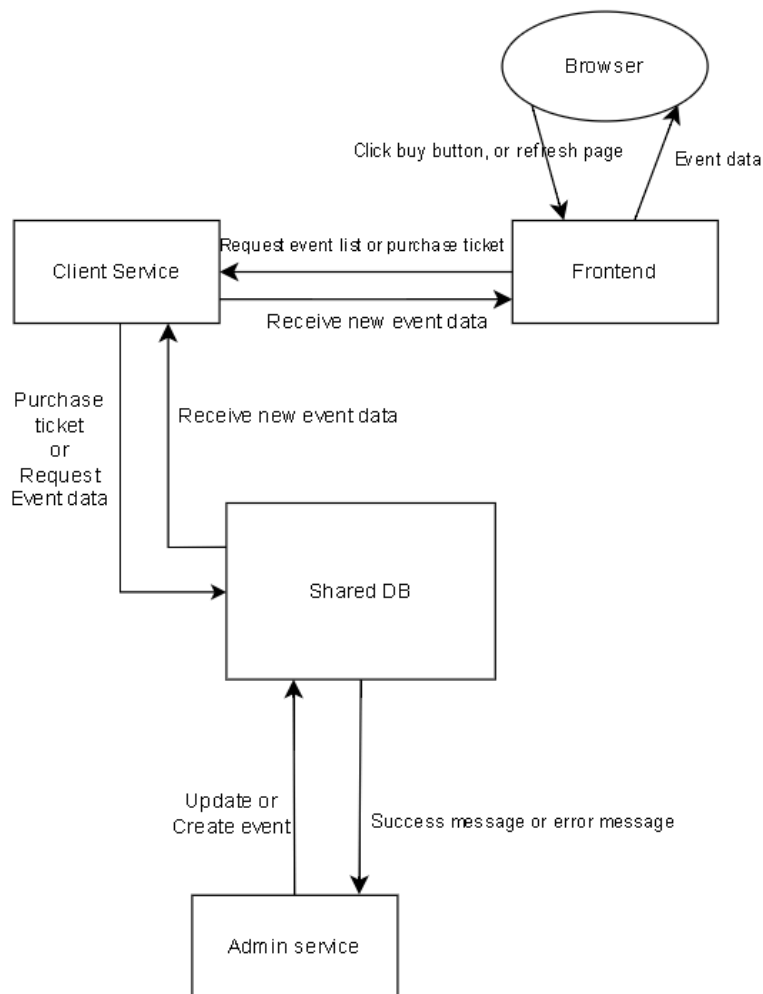 Browser
Click buy button, or refresh page
Event data
Request event list or purchase ticket
Client Service
Frontend
Receive new event data
Purchase
ticket
or
Request
Event data
Receive new event data
Shared DB
Update or
Create event
Success message or error message
Admin service